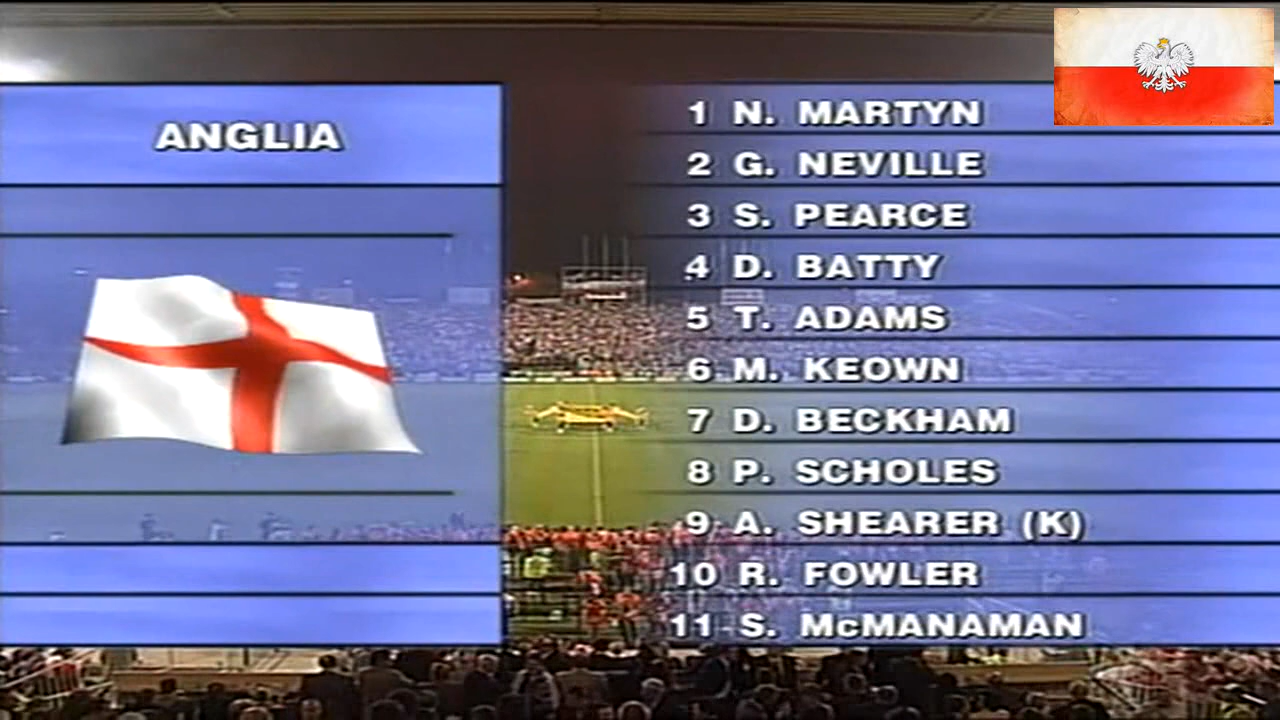 ANGLIA
1 N. MARTYN
2 G. NEVILLE
3 S. PEARCE
4 D. BATTY
5 T. ADAMS
6 M. KEOWN
7 D. BECKHAM
8 P. SCHOLES
9 A. SHEARER (K)
10 R. FOWLER
11 S. McMANAMAN